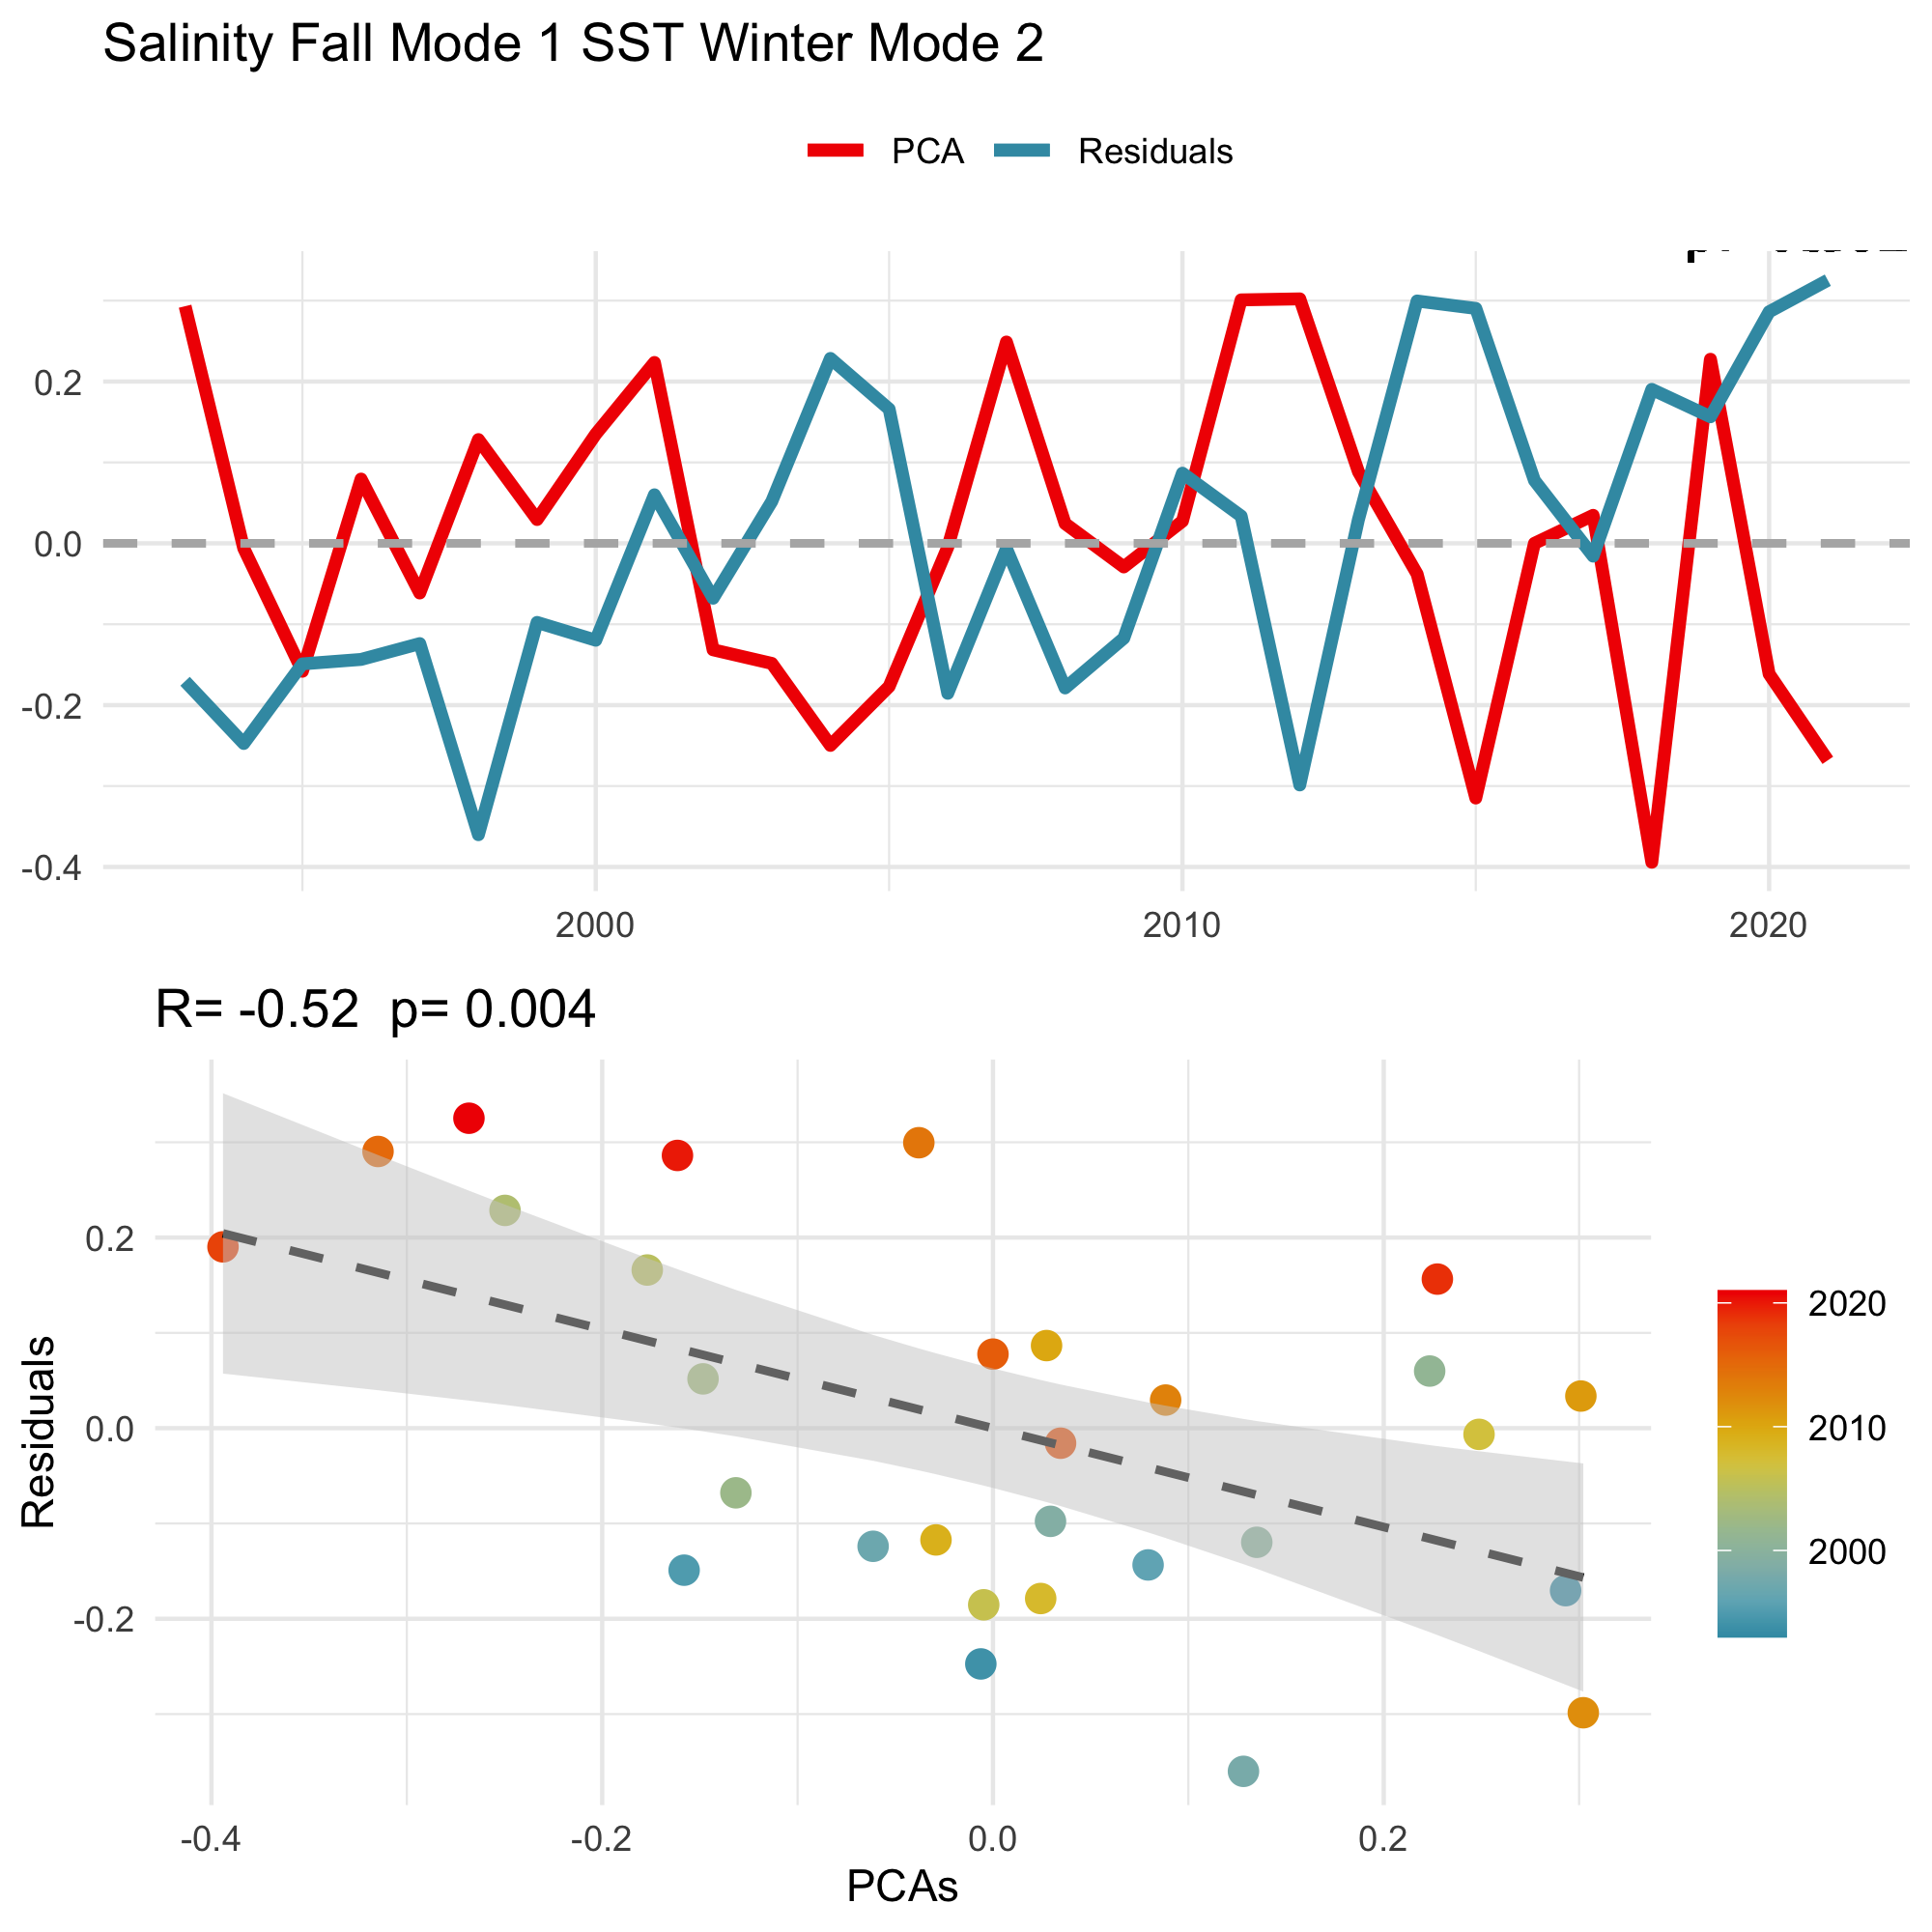 Salinity Fall Mode 1 SST Winter Mode 2
PCA Residuals
0.2
0.0
-0.2
-0.4
2000 2010 2020
R= -0.52 p= 0.004
Residuals
0.2
0.0
-0.2
-0.4 -0.2 0.0 0.2
PCAs
2020
2010
2000